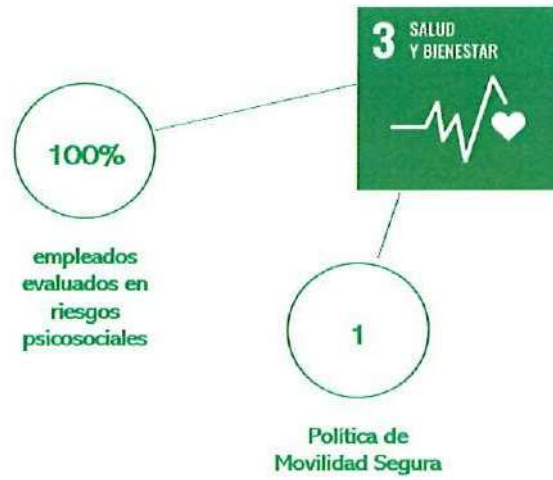 3 SALUD
Y BIENESTAR
100%
empleados
evaluados en
riesgos
psicosociales
1
Política de
Movilidad Segura